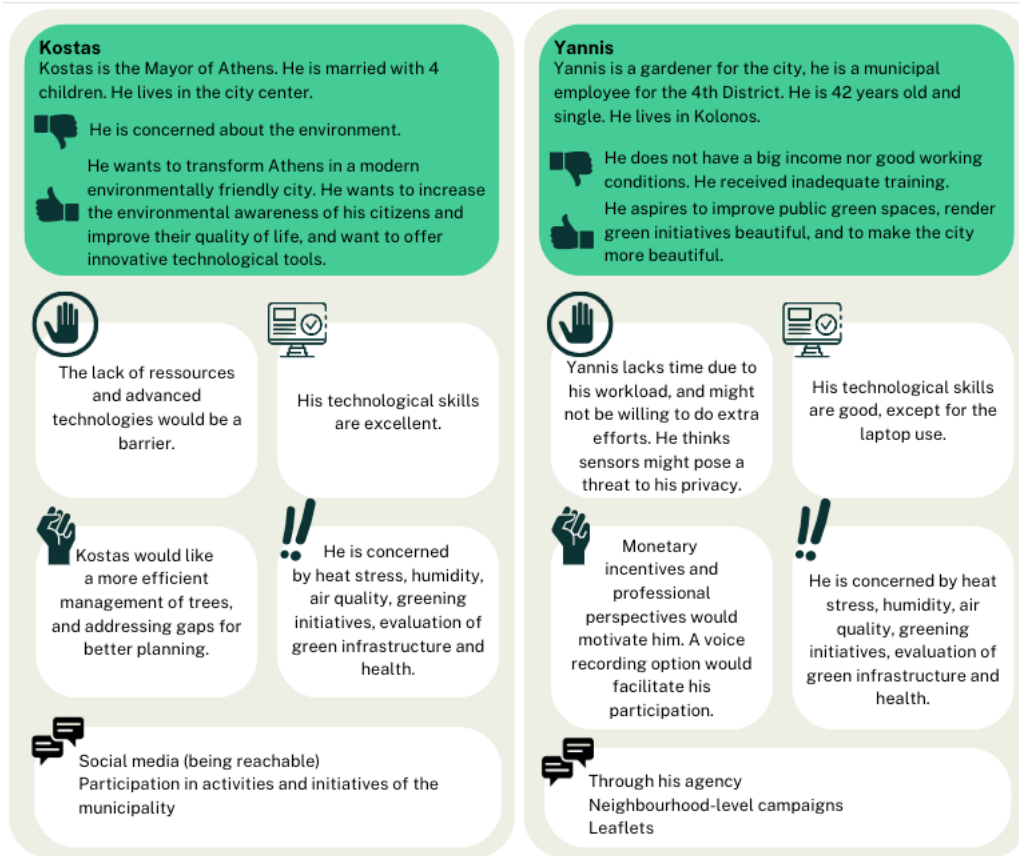 Kostas
Kostas is the Mayor of Athens. He is married with 4
children. He lives in the city center.
He is concerned about the environment.
He wants to transform Athens in a modern
environmentally friendly city. He wants to increase
the environmental awareness of his citizens and
improve their quality of life, and want to offer
innovative technological tools.
The lack of ressources
and advanced
technologies would be a
barrier.
His technological skills
are excellent.
Kostas would like
a more efficient
management of trees,
and addressing gaps for
better planning.
He is concerned
by heat stress, humidity,
air quality, greening
initiatives, evaluation of
green infrastructure and
health.
Social media (being reachable)
Participation in activities and initiatives of the
municipality
Yannis
Yannis is a gardener for the city, he is a municipal
employee for the 4th District. He is 42 years old and
single. He lives in Kolonos.
He does not have a big income nor good working
conditions. He received inadequate training.
He aspires to improve public green spaces, render
green initiatives beautiful, and to make the city
more beautiful.
Yannis lacks time due to
his workload, and might
not be willing to do extra
efforts. He thinks
sensors might pose a
threat to his privacy.
His technological skills
are good, except for the
laptop use.
Monetary
incentives and
professional
perspectives would
motivate him. A voice
recording option would
facilitate his
participation.
He is concerned by heat
stress, humidity, air
quality, greening
initiatives, evaluation of
green infrastructure and
health.
Through his agency
Neighbourhood-level campaigns
Leaflets